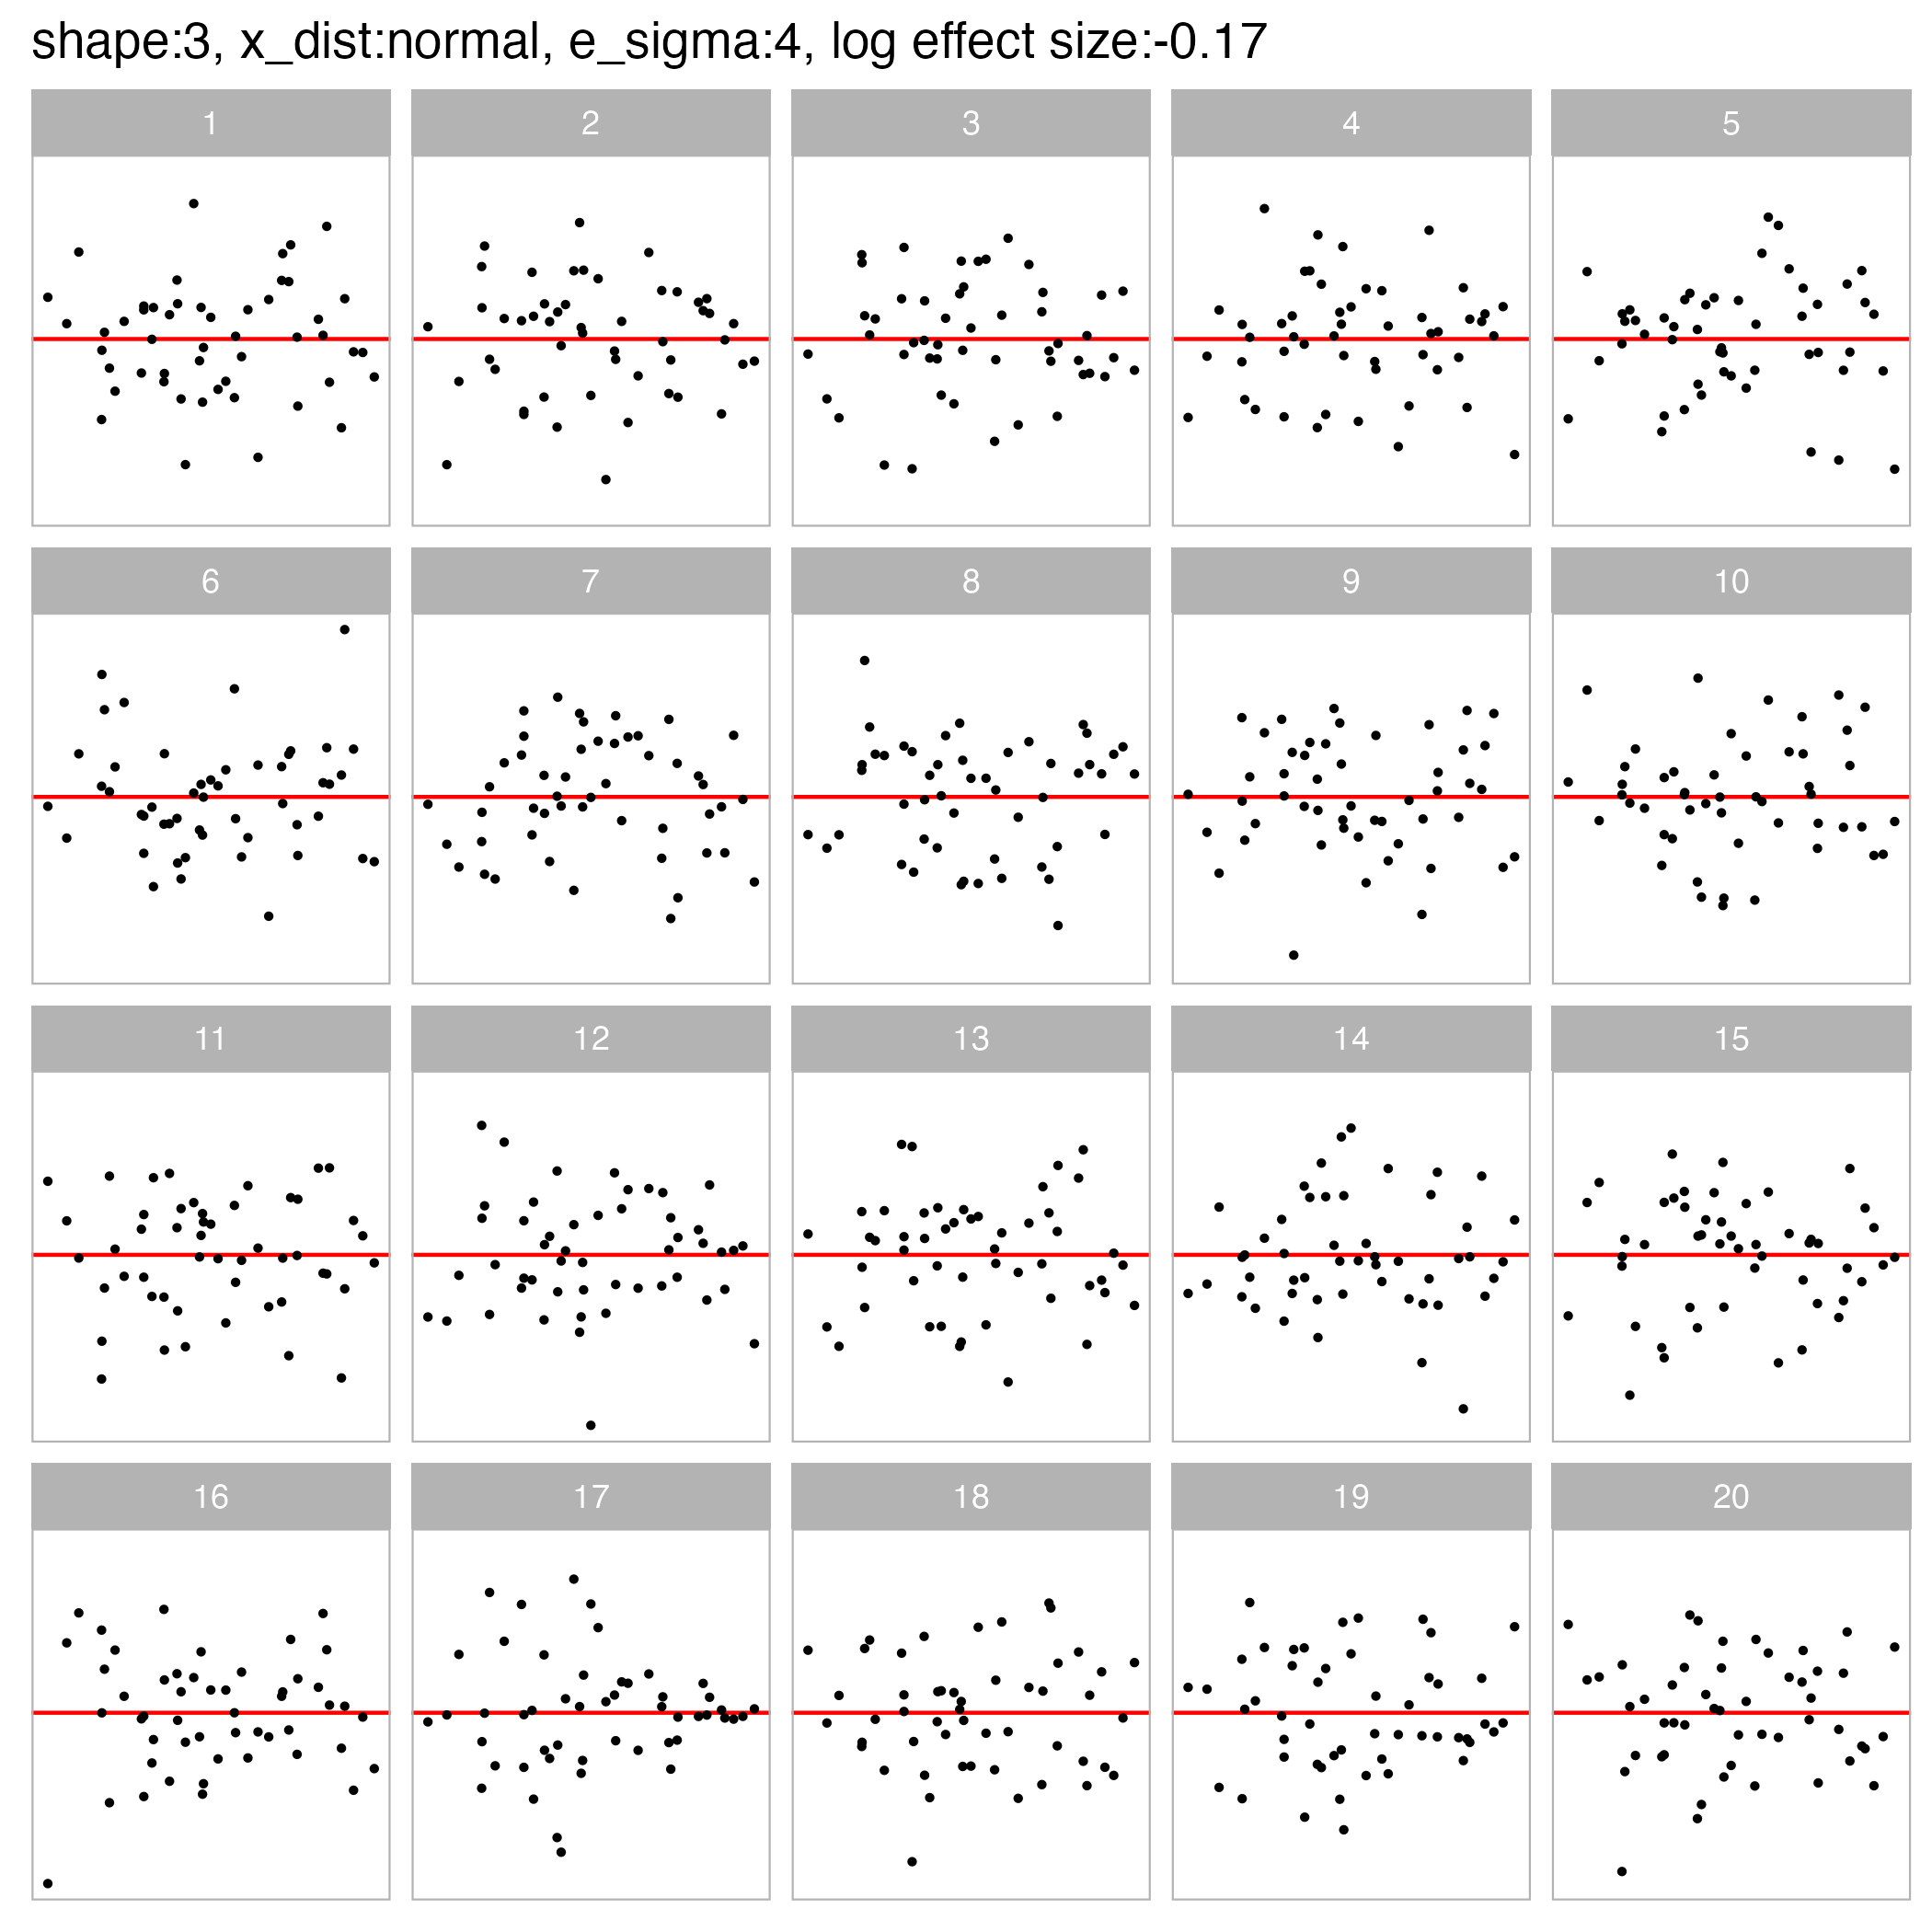 shape:3, x_dist:normal, e_sigma:4, log effect size:-0.17
1 2 3 4 5
6 7 8 9 10
11 12 13 14 15
16 17 18 19 20